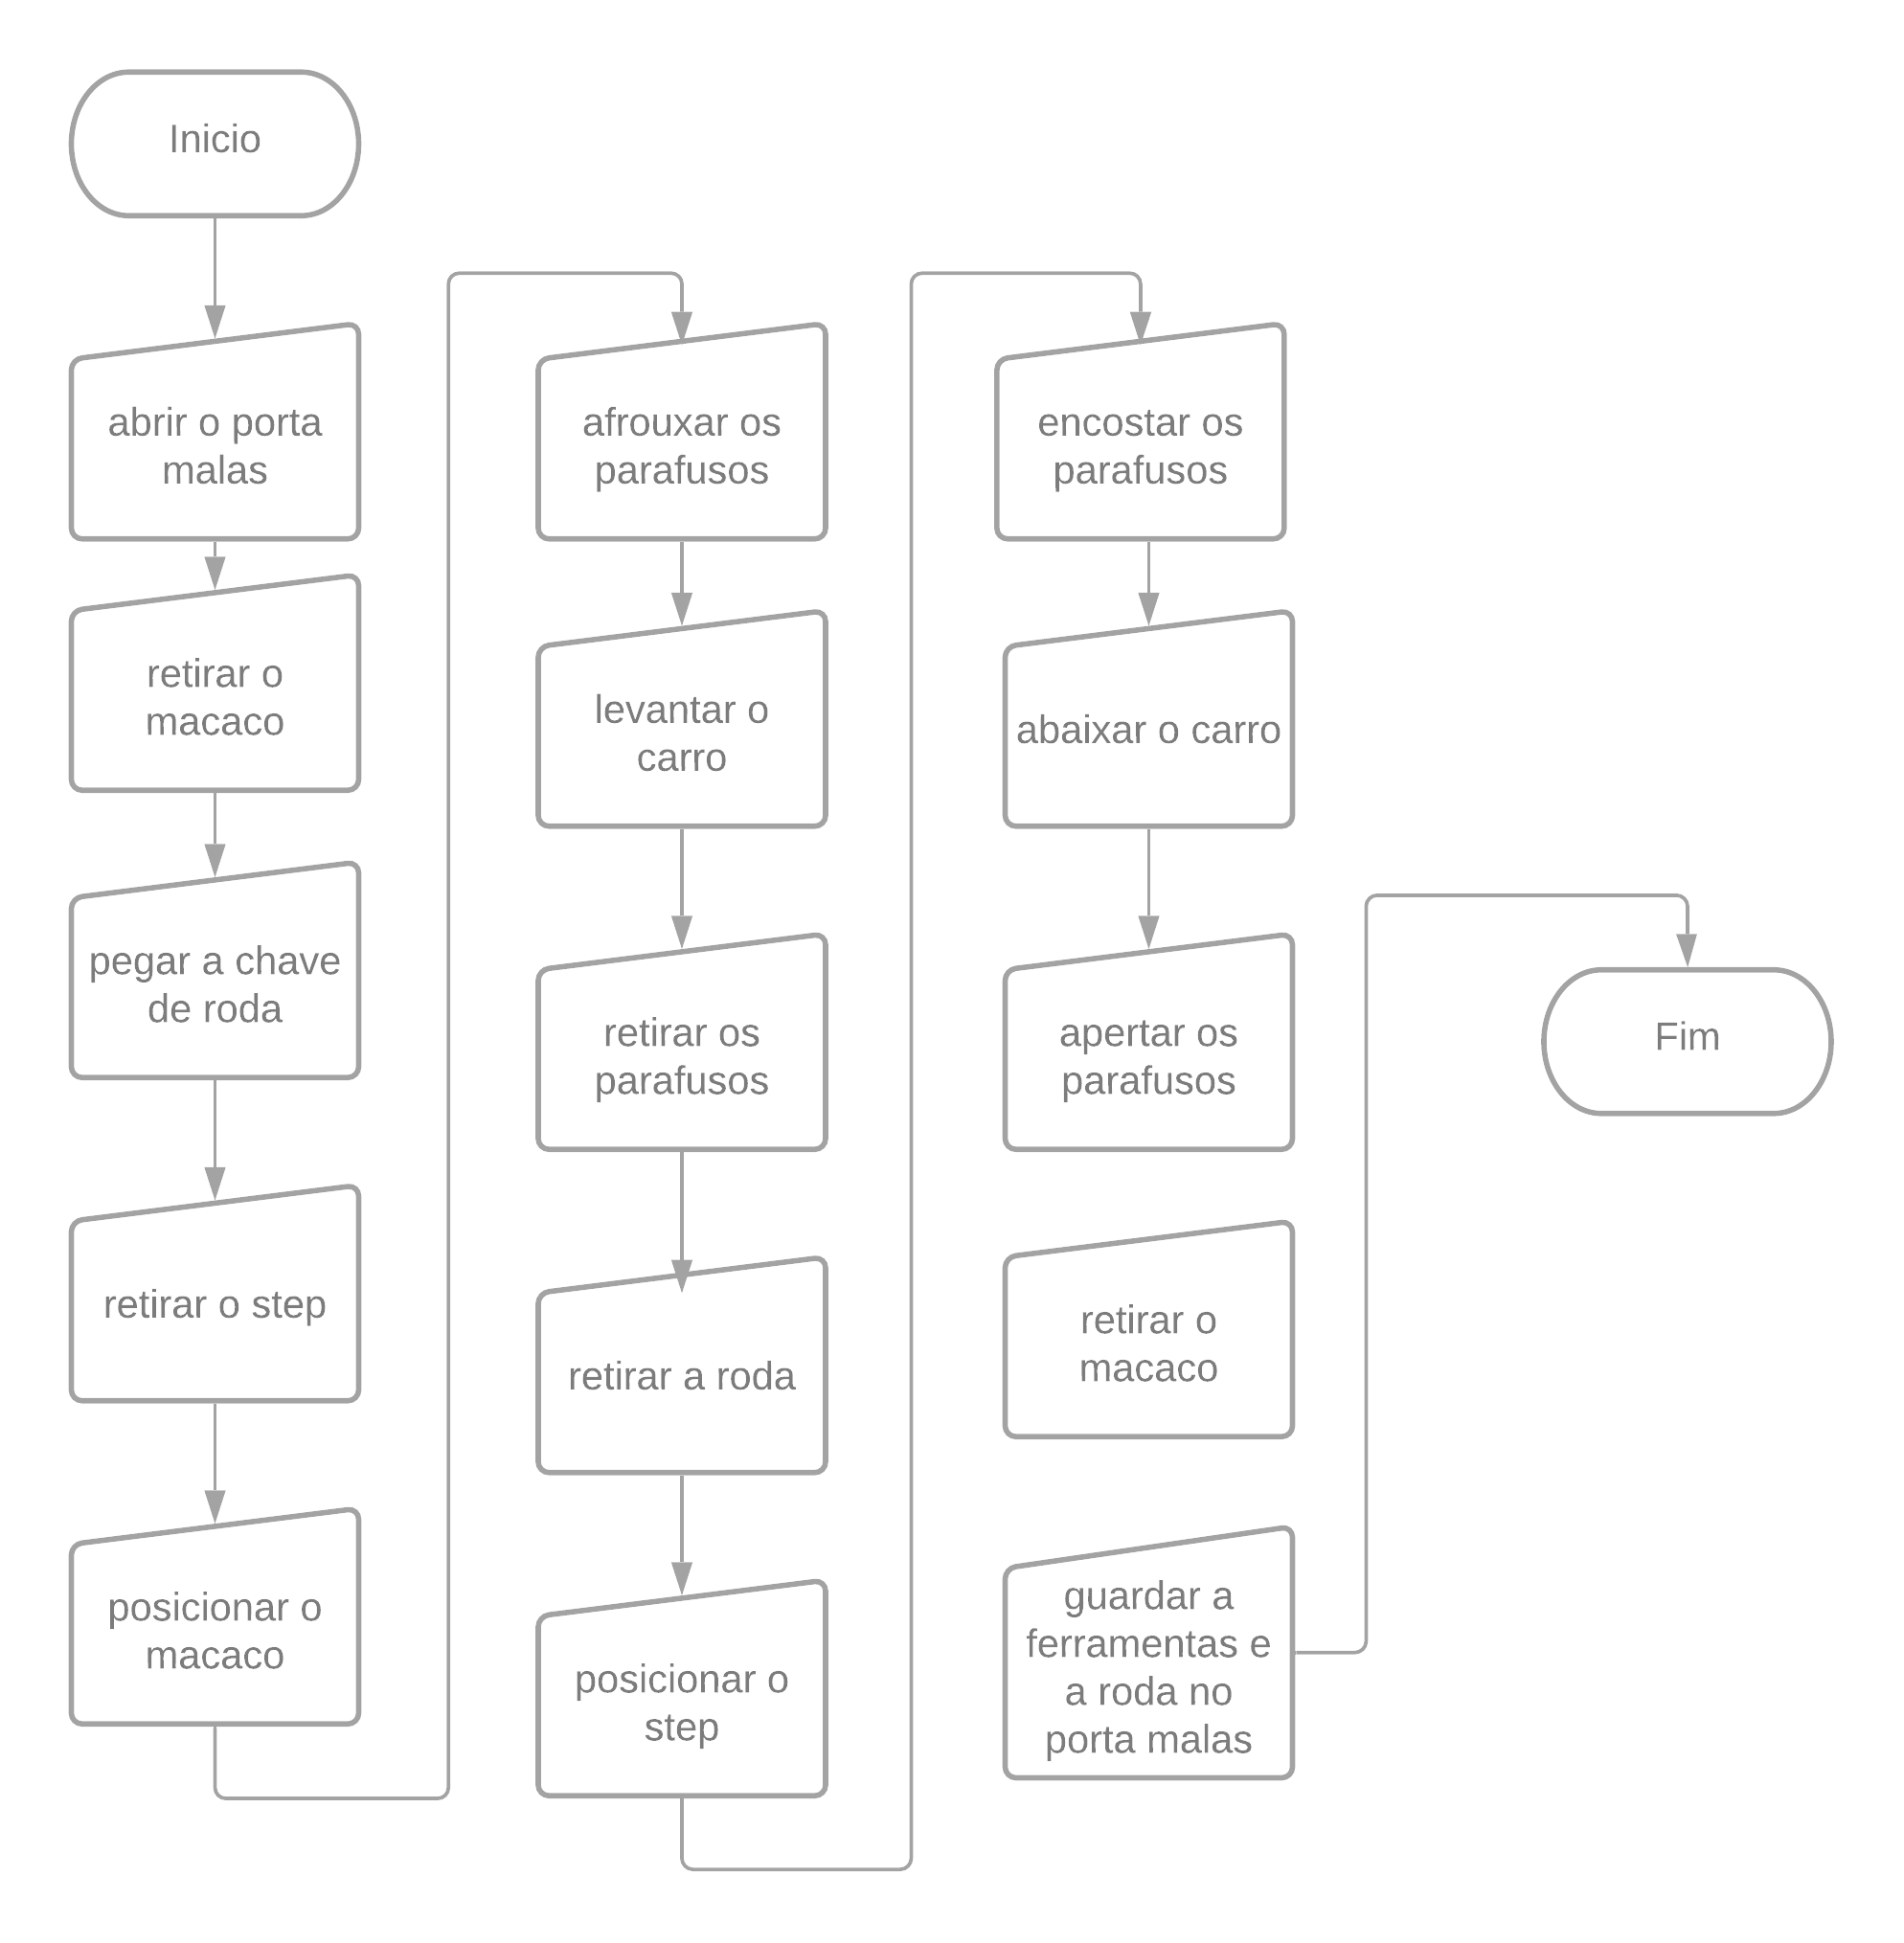 Inicio
abrir o porta
malas
retirar o
macaco
pegar a chave
de roda
retirar o step
posicionar o
macaco
afrouxar os
parafusos
levantar o
carro
retirar os
parafusos
retirar a roda
posicionar o
step
encostar os
parafusos
abaixar o carro
apertar os
parafusos
retirar o
macaco
guardar a
ferramentas e
a roda no
porta malas
Fim